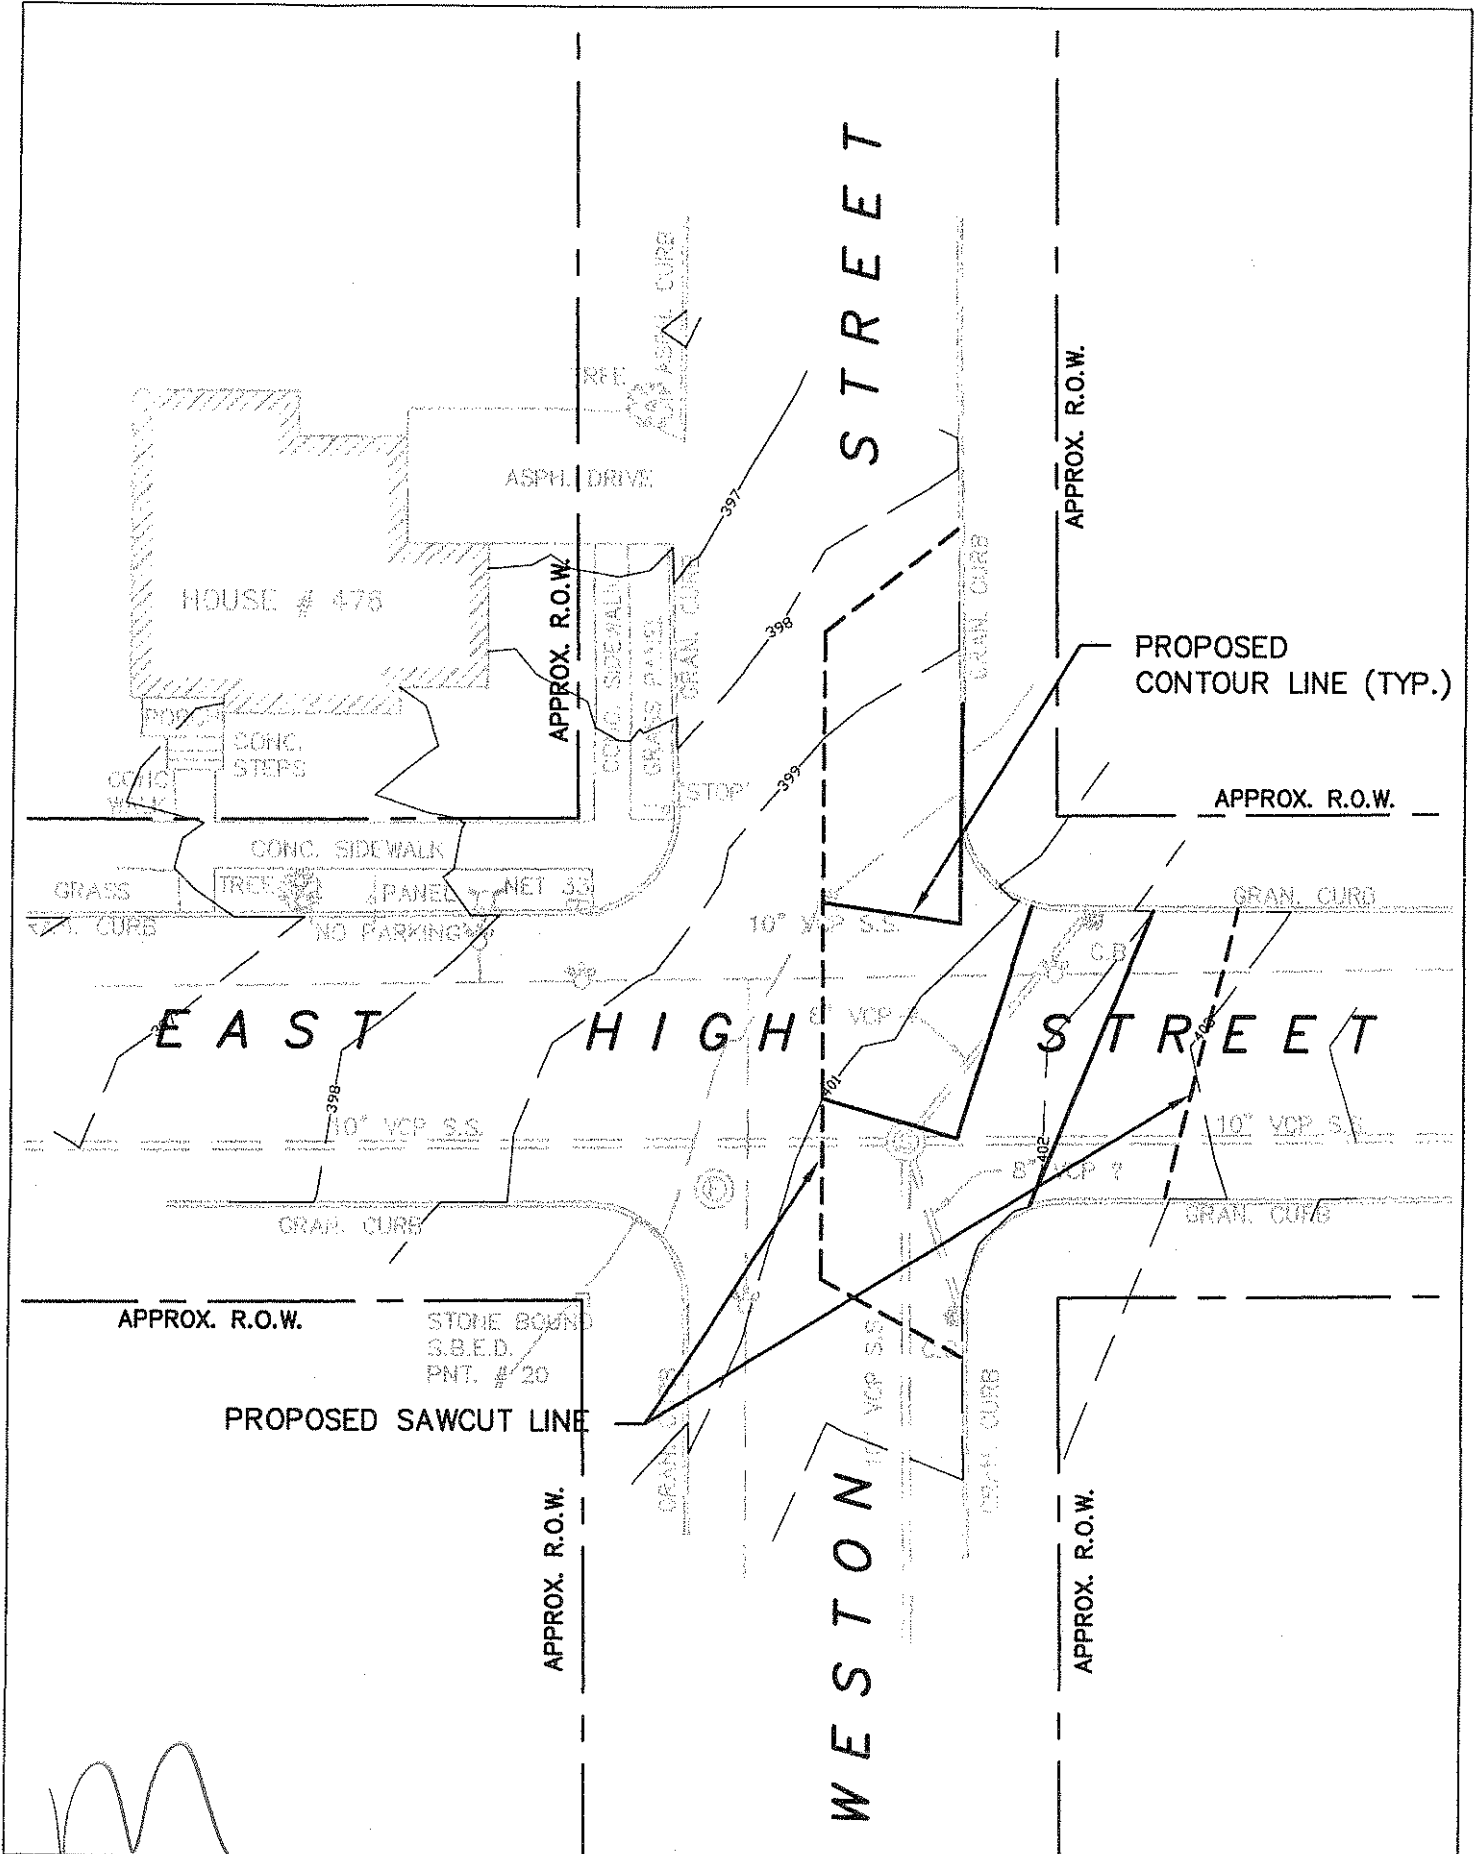 WESTON STREET
EAST HIGH STREET
ASPH. CURB
TREE
ASPH. DRIVE
397
APPROX. R.O.W.
APPROX. R.O.W.
HOUSE # 476
CONC. SIDEWALK
GRASS PANEL
GRAN. CURB
GRAN. CURB
398
PROPOSED
CONTOUR LINE (TYP.)
PORCH
CONC.
STEPS
CONC.
WALK
399
"STOP"
APPROX. R.O.W.
CONC. SIDEWALK
GRASS
TREE
PANEL
NET 33
GRAN. CURB
GRAN. CURB
NO PARKING
10" VCP S.S.
C.B.
8" VCP
401
398
402
10" VCP S.S.
10" VCP S.S.
8" VCP ?
GRAN. CURB
GRAN. CURB
APPROX. R.O.W.
STONE BOUND
S.B.E.D.
PNT. # 20
10" VCP S.S.
GRAN. CURB
GRAN. CURB
PROPOSED SAWCUT LINE
APPROX. R.O.W.
APPROX. R.O.W.